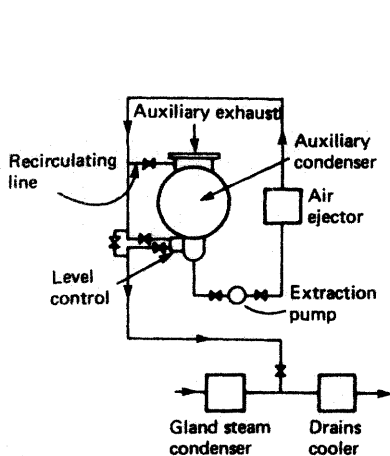 Auxiliary exhaust
Auxiliary
condenser
Recirculating
line
Air
ejector
Level
control
Extraction
pump
Gland steam
condenser
Drains
cooler